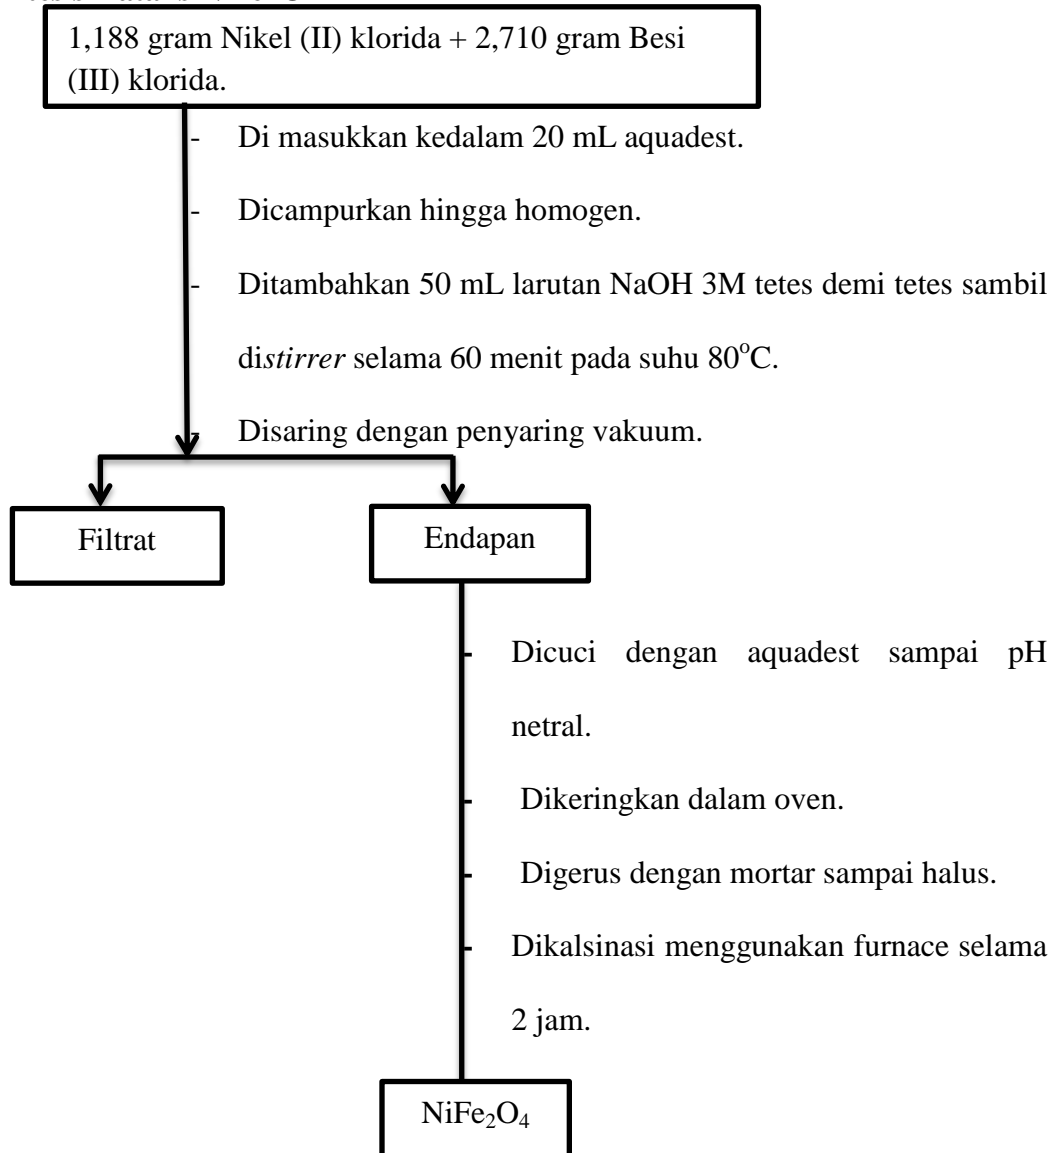 1,188 gram Nikel (II) klorida + 2,710 gram Besi
(III) klorida.
- Di masukkan kedalam 20 mL aquadest.
- Dicampurkan hingga homogen.
- Ditambahkan 50 mL larutan NaOH 3M tetes demi tetes sambil
distirrer selama 60 menit pada suhu 80°C.
- Disaring dengan penyaring vakuum.
Filtrat
Endapan
- Dicuci dengan aquadest sampai pH
netral.
- Dikeringkan dalam oven.
- Digerus dengan mortar sampai halus.
- Dikalsinasi menggunakan furnace selama
2 jam.
NiFe₂O₄